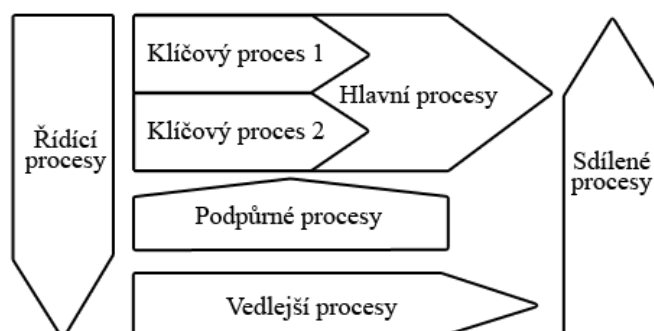 Řídící
procesy
Klíčový proces 1
Klíčový proces 2
Hlavní procesy
Podpůrné procesy
Vedlejší procesy
Sdílené
procesy